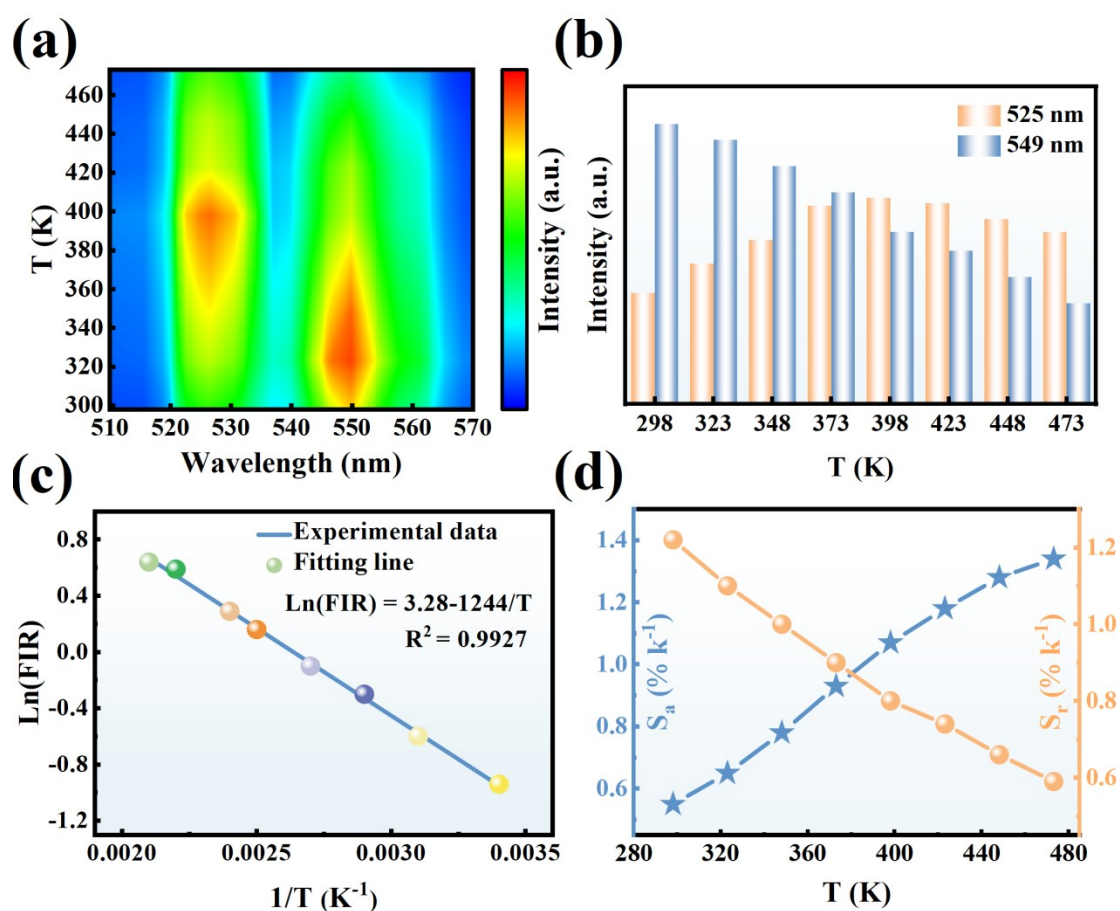 (a)
T (K)
460
440
420
400
380
360
340
320
300
510 520 530 540 550 560 570
Wavelength (nm)
Intensity (a.u.)
(b)
Intensity (a.u.)
525 nm
549 nm
298 323 348 373 398 423 448 473
T (K)
(c)
Ln(FIR)
0.8
0.4
0.0
-0.4
-0.8
-1.2
Experimental data
Fitting line
Ln(FIR) = 3.28-1244/T
R² = 0.9927
0.0020 0.0025 0.0030 0.0035
1/T (K⁻¹)
(d)
1.4
1.2
1.0
0.8
0.6
Sₐ (% k⁻¹)
Sᵣ (% k⁻¹)
1.2
1.0
0.8
0.6
280 320 360 400 440 480
T (K)